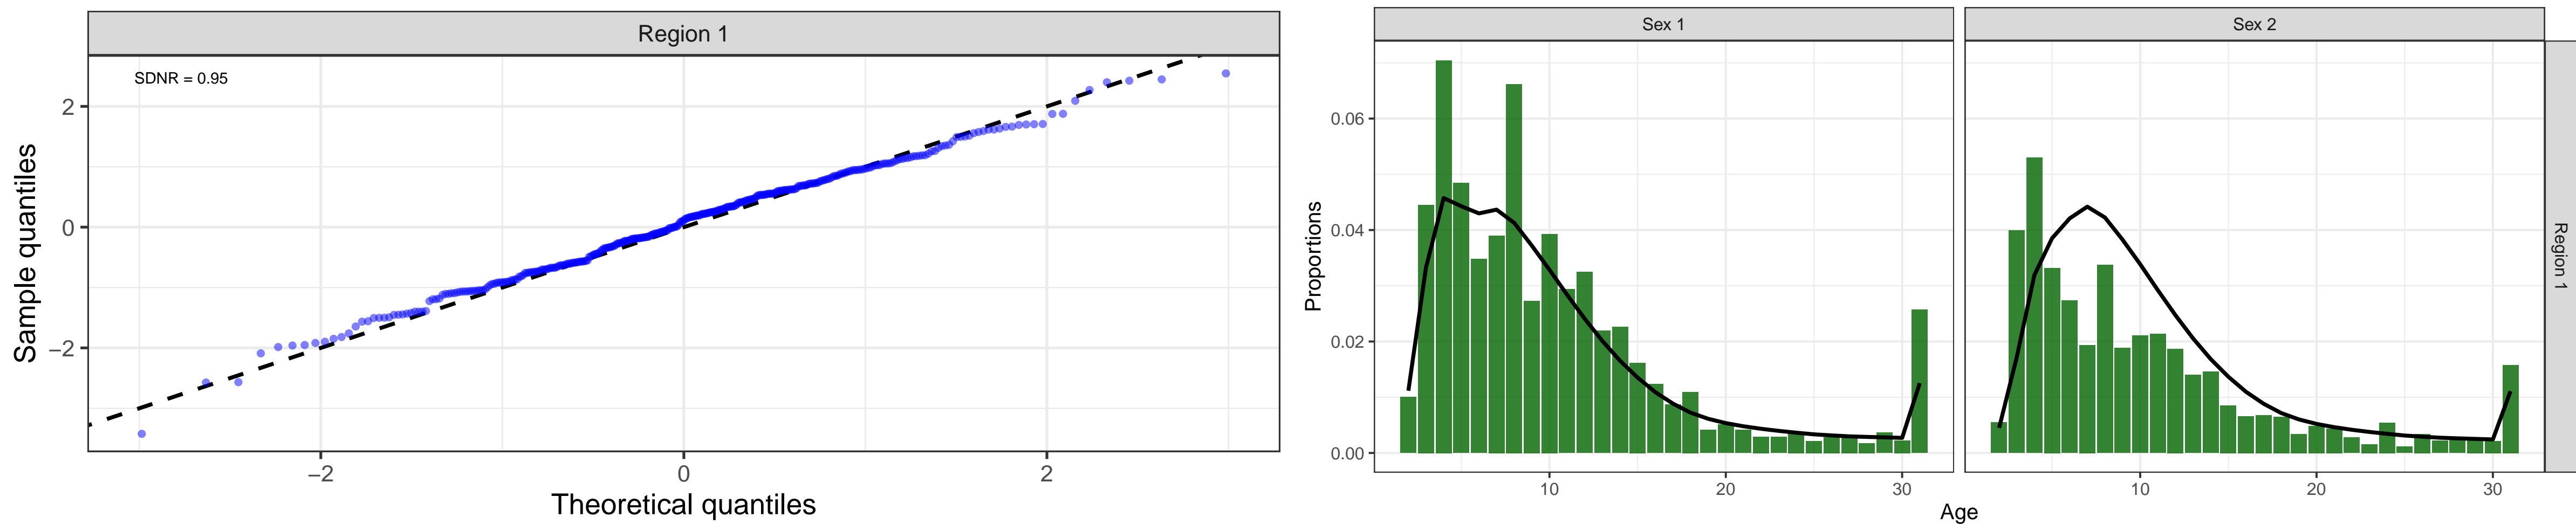 Region 1
SDNR = 0.95
Sample quantiles
2
0
−2
−2
0
2
Theoretical quantiles
Sex 1
Sex 2
Region 1
Proportions
0.06
0.04
0.02
0.00
10
20
30
10
20
30
Age